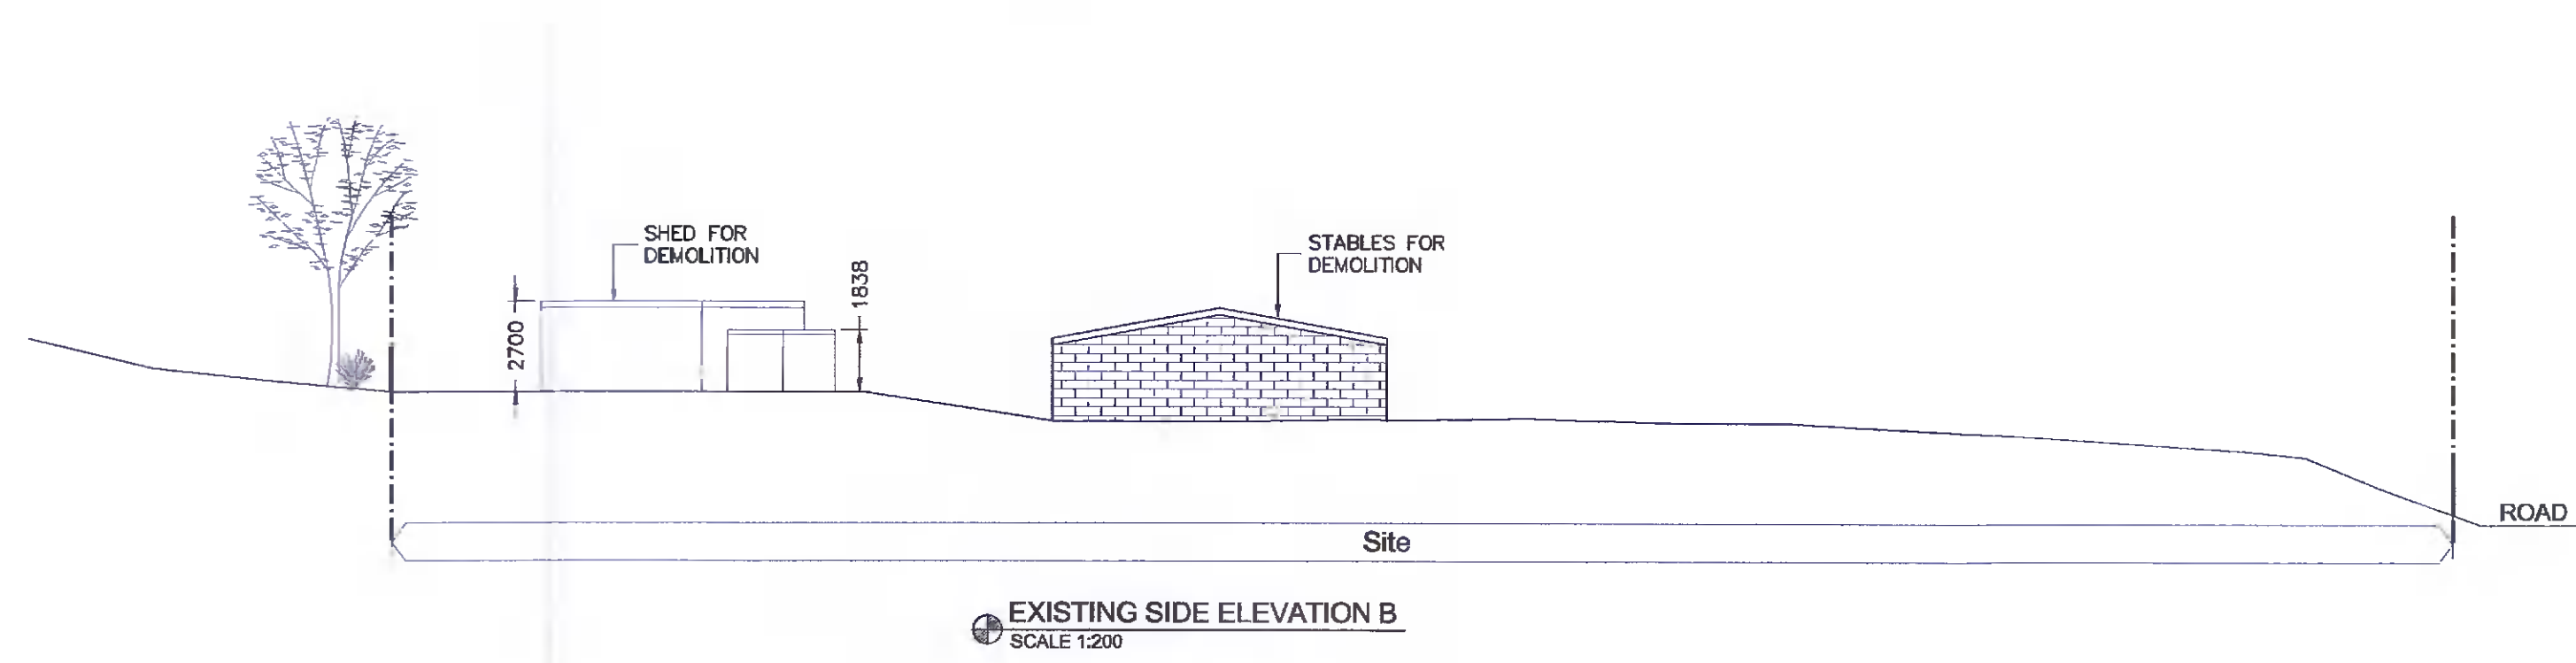 SHED FOR
DEMOLITION
STABLES FOR
DEMOLITION
1838
2700
ROAD
Site
EXISTING SIDE ELEVATION B
SCALE 1:200